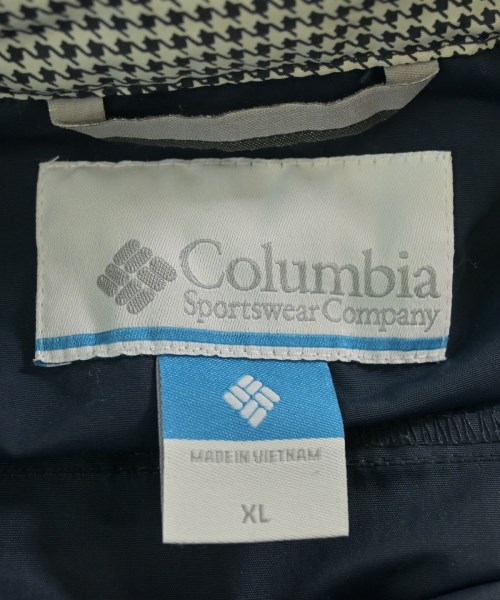 Columbia
Sportswear Company
MADE IN VIETNAM
XL